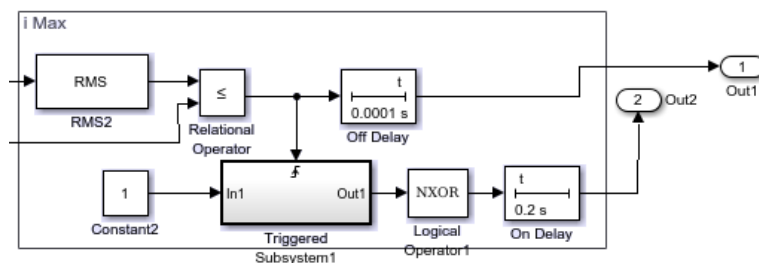 i Max
RMS
RMS2
≤
Relational
Operator
t
0.0001 s
Off Delay
1
Out1
2
Out2
1
Constant2
In1
Out1
Triggered
Subsystem1
NXOR
Logical
Operator1
t
0.2 s
On Delay